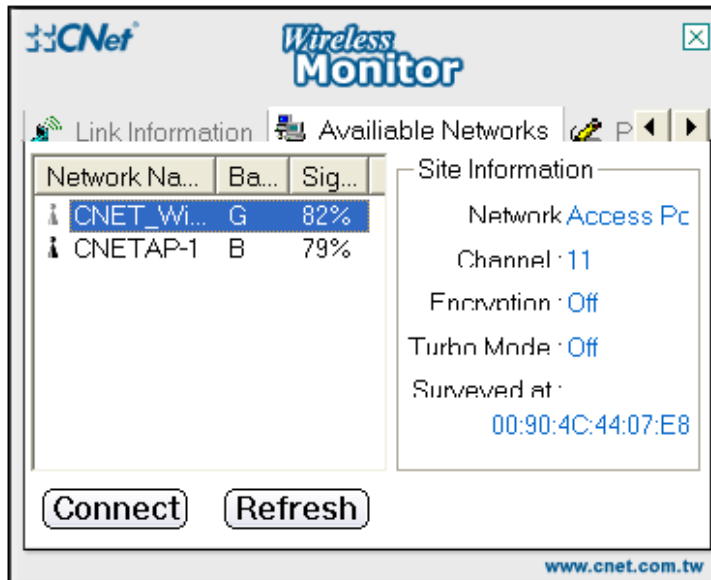 CNet
Wireless
Monitor
Link Information
Availiable Networks
P
Network Na... Ba... Sig...
CNET_Wi... G 82%
CNETAP-1 B 79%
Site Information
Network Access Pc
Channel : 11
Encryption : Off
Turbo Mode : Off
Surveyed at :
00:90:4C:44:07:E8
Connect
Refresh
www.cnet.com.tw